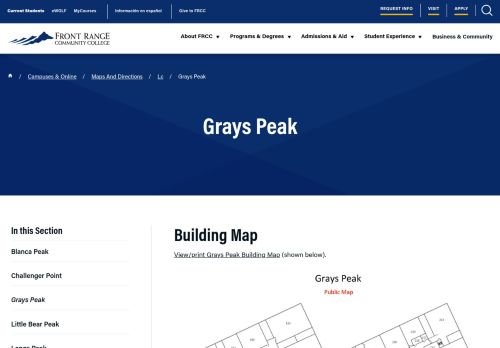 Current Students eWOLF MyCourses Información en español Give to FRCC REQUEST INFO VISIT APPLY
FRONT RANGE
COMMUNITY COLLEGE
About FRCC Programs & Degrees Admissions & Aid Student Experience Business & Community
/ Campuses & Online / Maps And Directions / Lc / Grays Peak
Grays Peak
In this Section
Blanca Peak
Challenger Point
Grays Peak
Little Bear Peak
Longs Peak
Building Map
View/print Grays Peak Building Map (shown below).
Grays Peak
Public Map